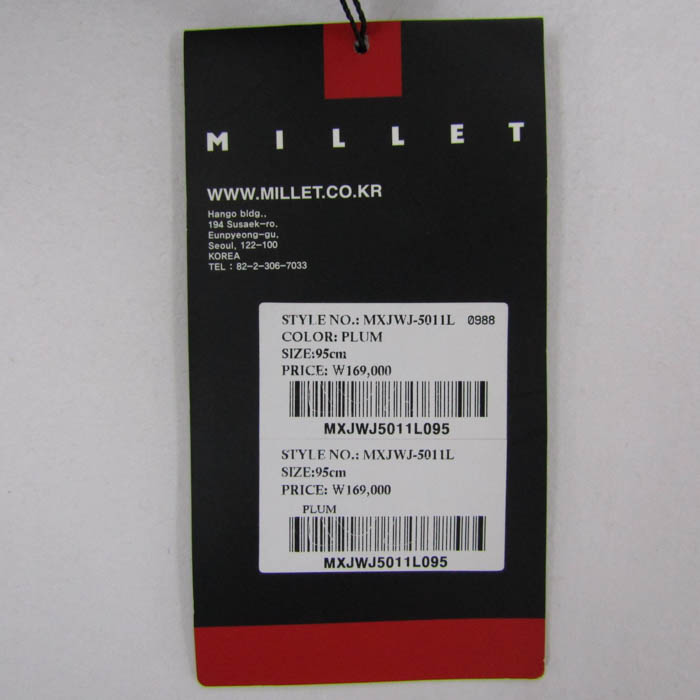 MILLET
WWW.MILLET.CO.KR
Hango bldg..
194 Susaek-ro.
Eunpyeong-gu.
Seoul, 122-100
KOREA
TEL : 82-2-306-7033
STYLE NO.: MXJWJ-5011L 0988
COLOR: PLUM
SIZE:95cm
PRICE: ₩169,000
MXJWJ5011L095
STYLE NO.: MXJWJ-5011L
SIZE:95cm
PRICE: ₩169,000
PLUM
MXJWJ5011L095